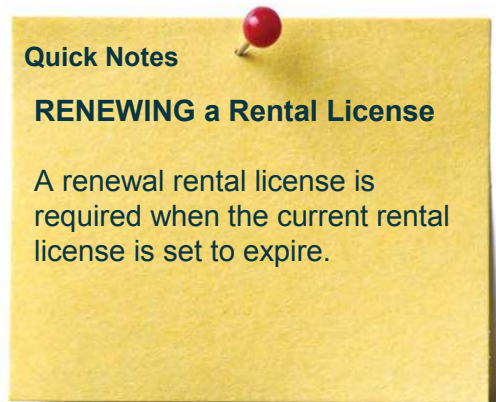 Quick Notes
RENEWING a Rental License
A renewal rental license is
required when the current rental
license is set to expire.